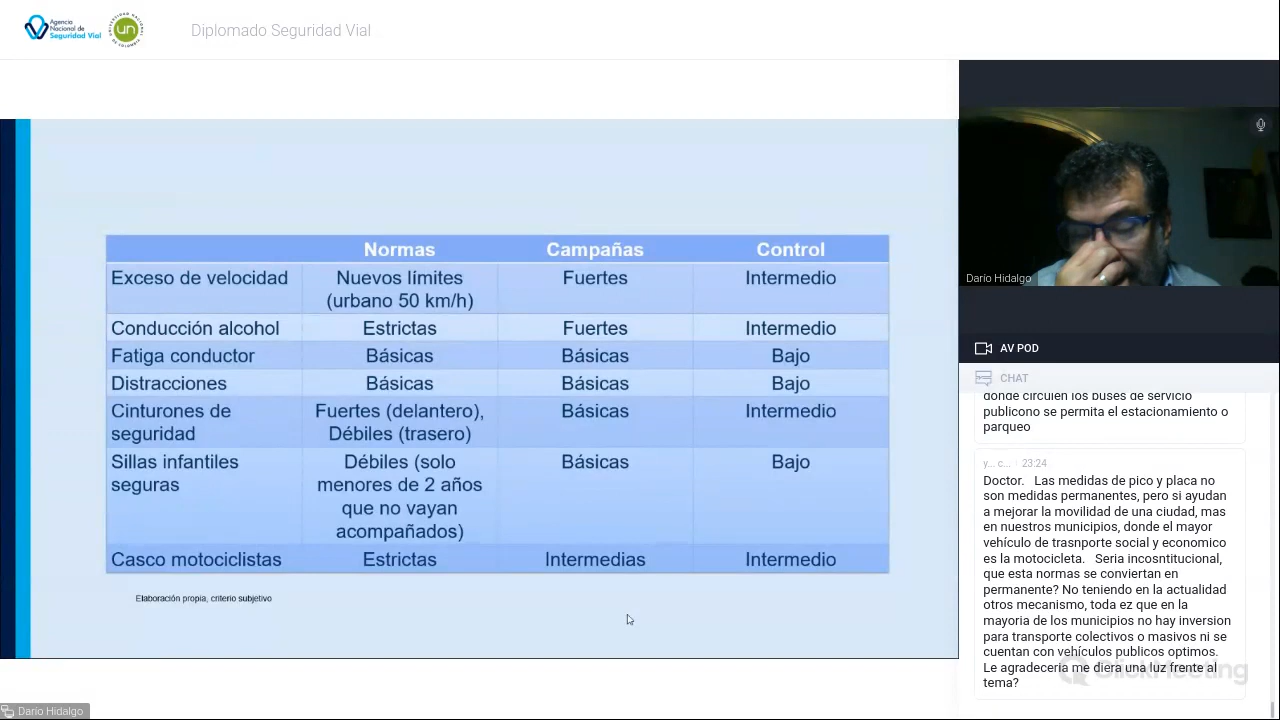 Agencia
Nacional de
Seguridad Vial
un
Diplomado Seguridad Vial
Normas Campañas Control
Exceso de velocidad Nuevos límites (urbano 50 km/h) Fuertes Intermedio
Conducción alcohol Estrictas Fuertes Intermedio
Fatiga conductor Básicas Básicas Bajo
Distracciones Básicas Básicas Bajo
Cinturones de seguridad Fuertes (delantero), Débiles (trasero) Básicas Intermedio
Sillas infantiles seguras Débiles (solo menores de 2 años que no vayan acompañados) Básicas Bajo
Casco motociclistas Estrictas Intermedias Intermedio
Elaboración propia, criterio subjetivo
Darío Hidalgo
Darío Hidalgo
AV POD
CHAT
donde circulen los buses de servicio
publicono se permita el estacionamiento o
parqueo
y... c... 23:24
Doctor. Las medidas de pico y placa no
son medidas permanentes, pero si ayudan
a mejorar la movilidad de una ciudad, mas
en nuestros municipios, donde el mayor
vehículo de trasnporte social y economico
es la motocicleta. Seria incosntitucional,
que esta normas se conviertan en
permanente? No teniendo en la actualidad
otros mecanismo, toda ez que en la
mayoria de los municipios no hay inversion
para transporte colectivos o masivos ni se
cuentan con vehículos publicos optimos.
Le agradeceria me diera una luz frente al
tema?
ClickMeeting